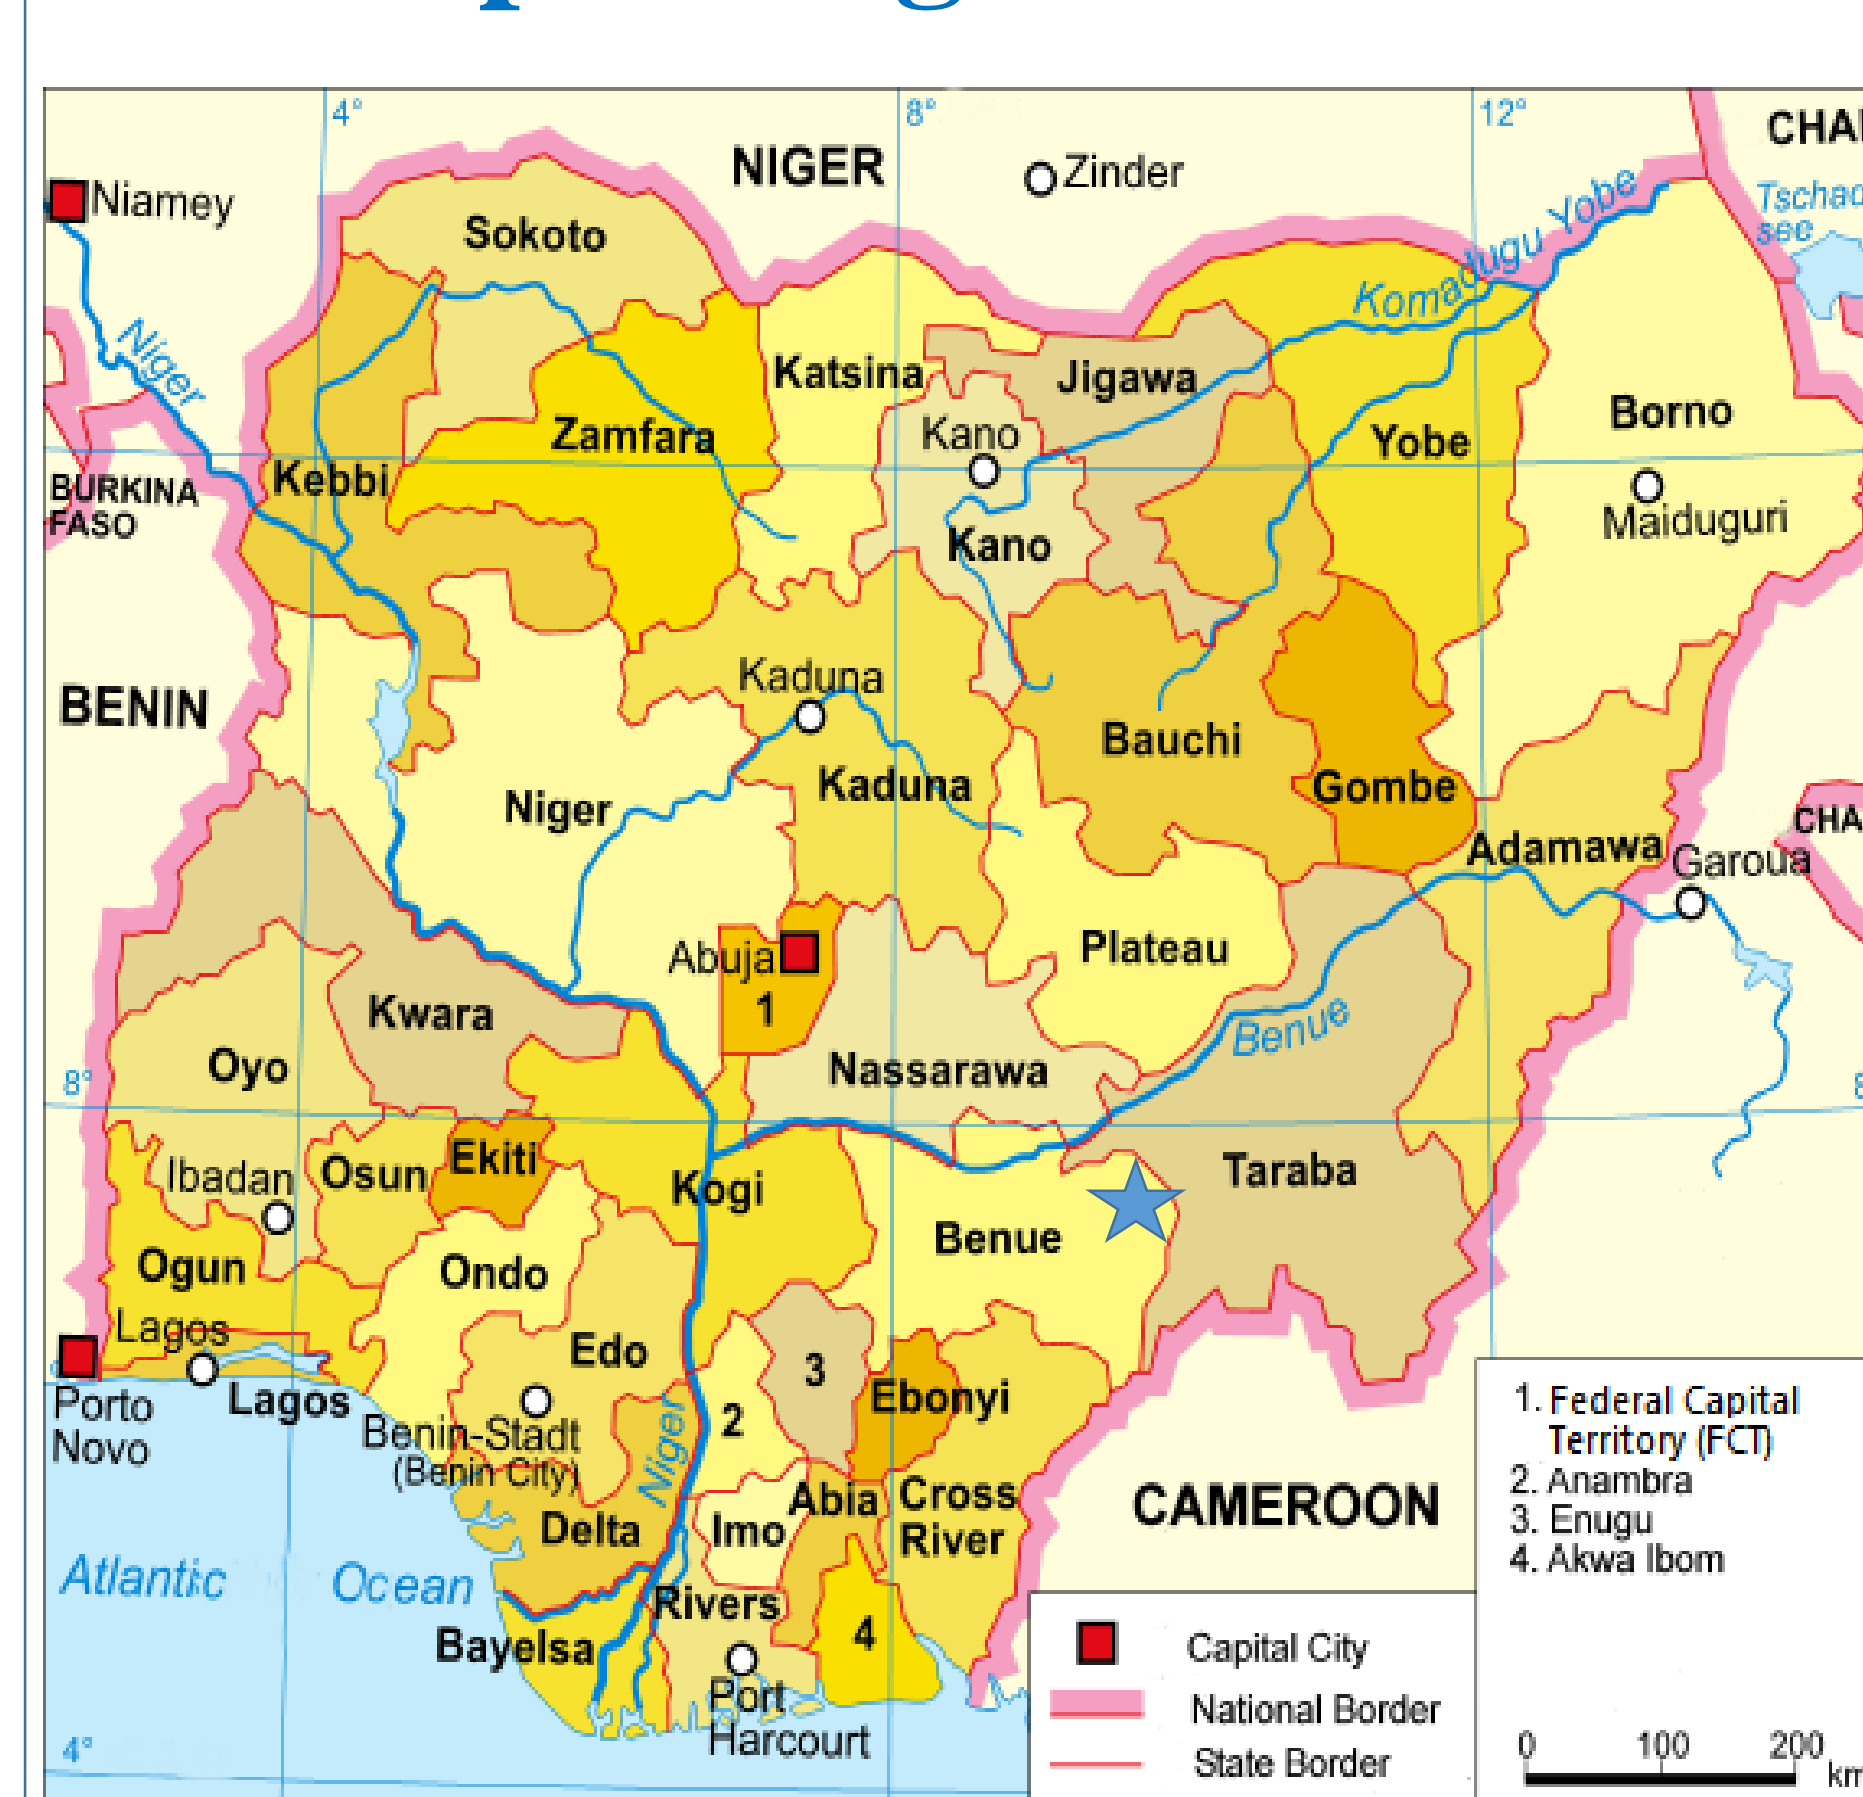 4°
8°
12°
CHA
NIGER
Zinder
Niamey
Komadugu Yobe
Tschad
see
Sokoto
Niger
Katsina
Jigawa
Borno
Kano
Zamfara
Yobe
Kebbi
BURKINA
FASO
Maiduguri
Kano
Kaduna
BENIN
Bauchi
Kaduna
Gombe
Niger
CHA
Adamawa
Garoua
Abuja
Plateau
1
Kwara
Benue
Oyo
Nassarawa
8°
8
Ekiti
Ibadan
Osun
Taraba
Kogi
Benue
Ogun
Ondo
Lagos
Edo
3
Ebonyi
Porto
Novo
Lagos
2
Benin-Stadt
(Benin City)
Niger
Abia
Cross
River
Delta
Imo
CAMEROON
1. Federal Capital
Territory (FCT)
2. Anambra
3. Enugu
4. Akwa Ibom
Atlantic Ocean
Rivers
4
Bayelsa
Port
Harcourt
4°
Capital City
National Border
State Border
0 100 200
km